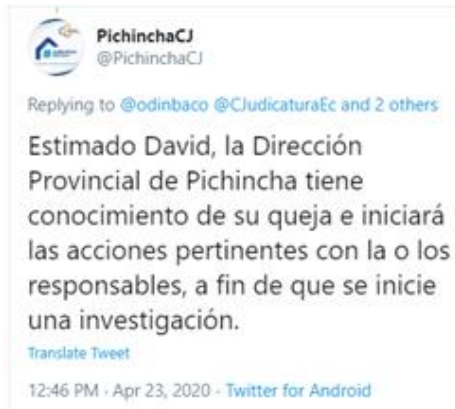 PichinchaCJ
@PichinchaCJ
Replying to @odinbaco @CJudicaturaEc and 2 others
Estimado David, la Dirección
Provincial de Pichincha tiene
conocimiento de su queja e iniciará
las acciones pertinentes con la o los
responsables, a fin de que se inicie
una investigación.
Translate Tweet
12:46 PM · Apr 23, 2020 · Twitter for Android